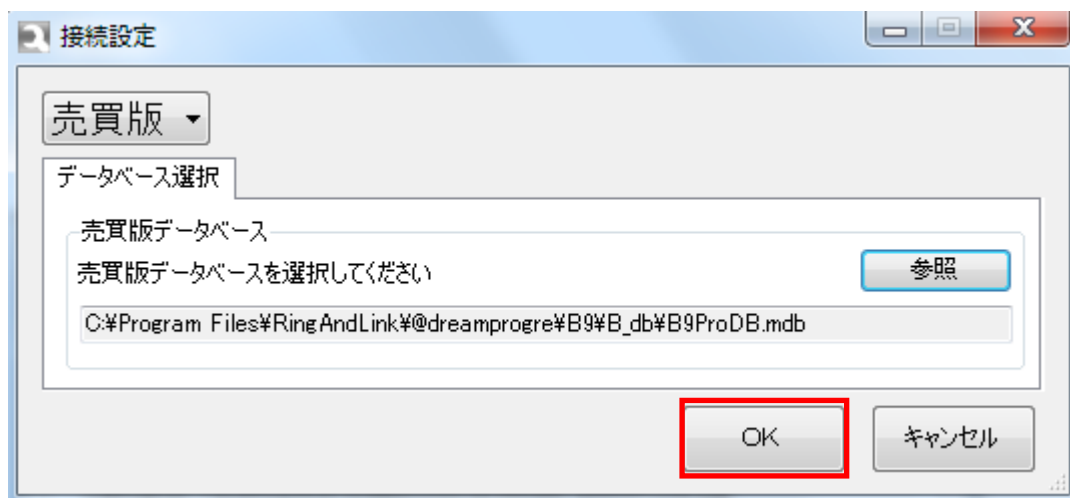 接続設定
売買版
データベース選択
売買版データベース
売買版データベースを選択してください
参照
C:¥Program Files¥RingAndLink¥@dreamprogre¥B9¥B_db¥B9ProDB.mdb
OK
キャンセル